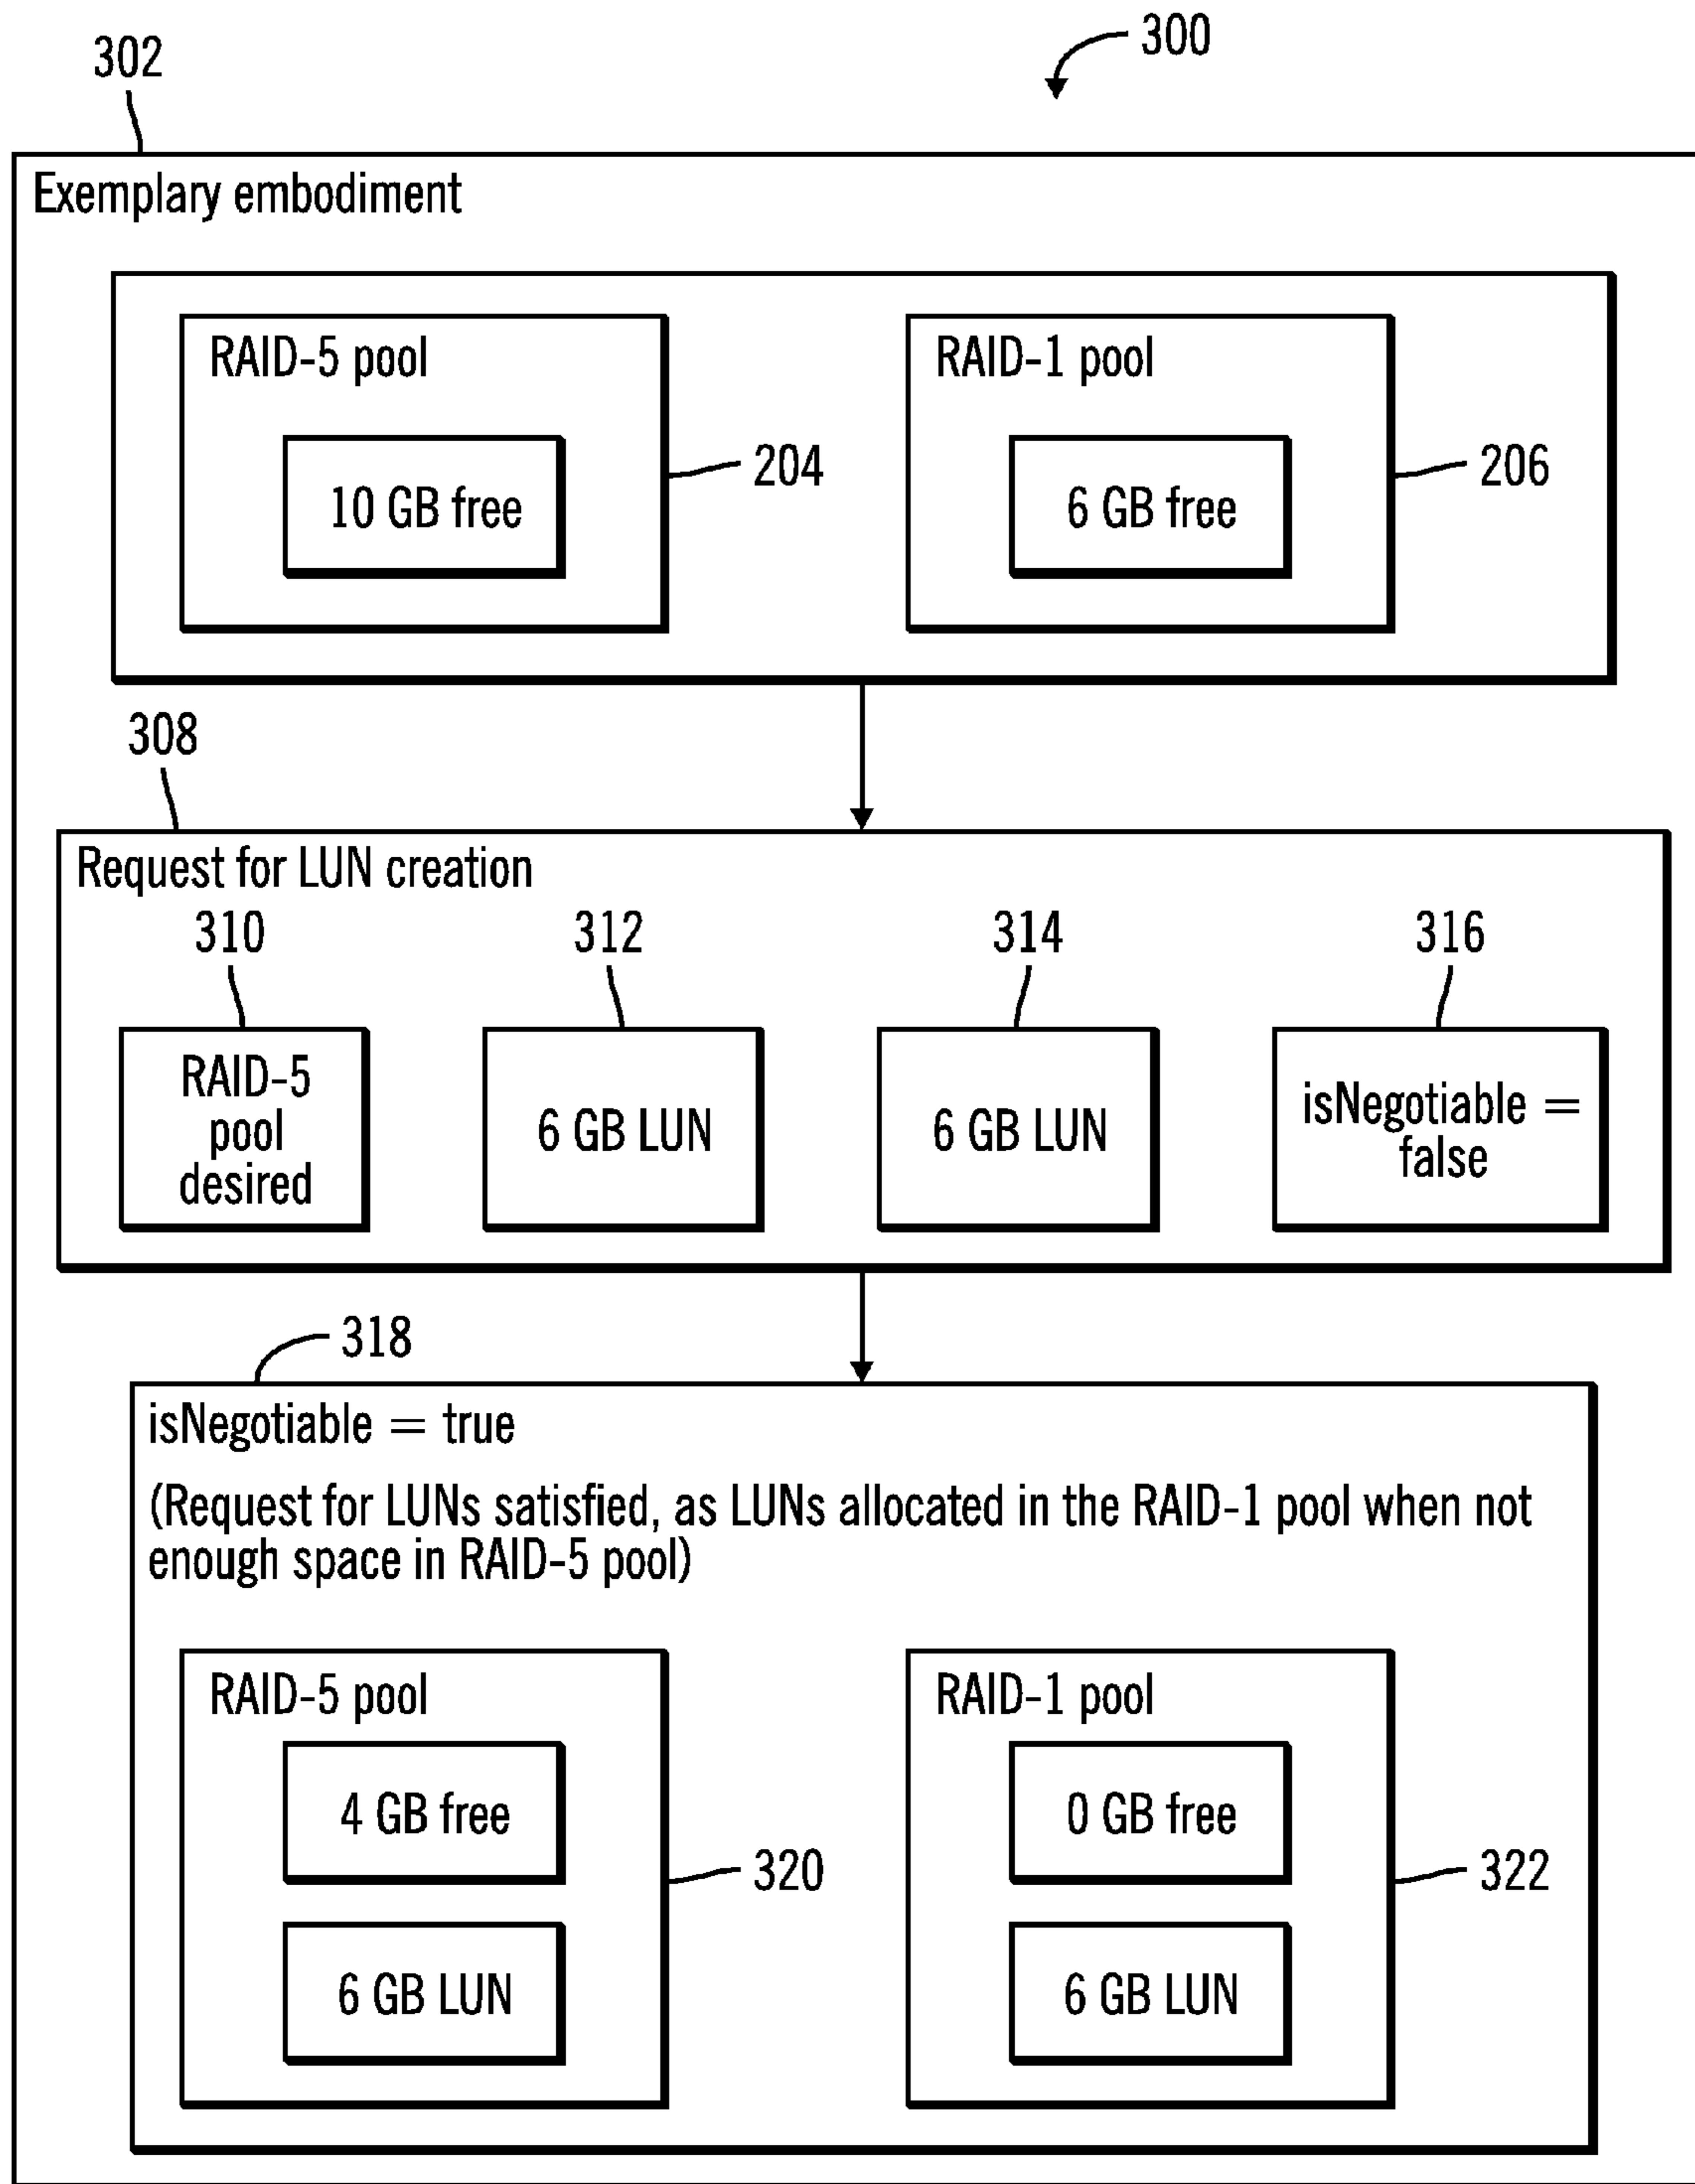 300
302
Exemplary embodiment
RAID-5 pool
10 GB free
204
RAID-1 pool
6 GB free
206
308
Request for LUN creation
310
RAID-5
pool
desired
312
6 GB LUN
314
6 GB LUN
316
isNegotiable =
false
318
isNegotiable = true
(Request for LUNs satisfied, as LUNs allocated in the RAID-1 pool when not
enough space in RAID-5 pool)
RAID-5 pool
4 GB free
6 GB LUN
320
RAID-1 pool
0 GB free
6 GB LUN
322